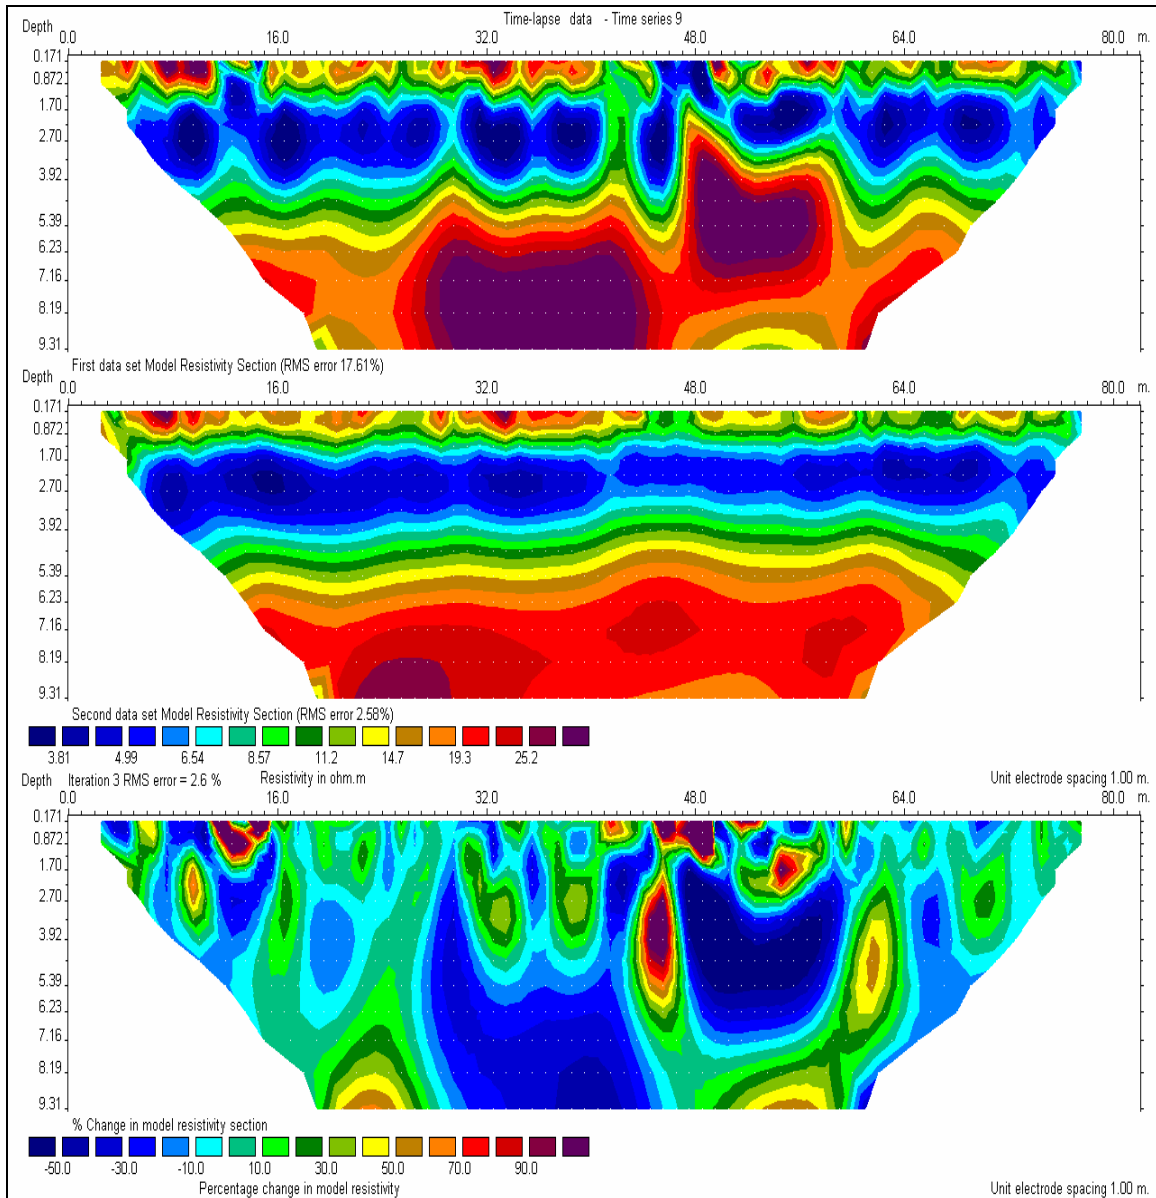 Time-lapse data - Time series 9
Depth
0.0 16.0 32.0 48.0 64.0 80.0 m.
0.171
0.872
1.70
2.70
3.92
5.39
6.23
7.16
8.19
9.31
First data set Model Resistivity Section (RMS error 17.61%)
Depth
0.0 16.0 32.0 48.0 64.0 80.0 m.
0.171
0.872
1.70
2.70
3.92
5.39
6.23
7.16
8.19
9.31
Second data set Model Resistivity Section (RMS error 2.58%)
3.81 4.99 6.54 8.57 11.2 14.7 19.3 25.2
Depth Iteration 3 RMS error = 2.6 % Resistivity in ohm.m Unit electrode spacing 1.00 m.
0.0 16.0 32.0 48.0 64.0 80.0 m.
0.171
0.872
1.70
2.70
3.92
5.39
6.23
7.16
8.19
9.31
% Change in model resistivity section
-50.0 -30.0 -10.0 10.0 30.0 50.0 70.0 90.0
Percentage change in model resistivity Unit electrode spacing 1.00 m.